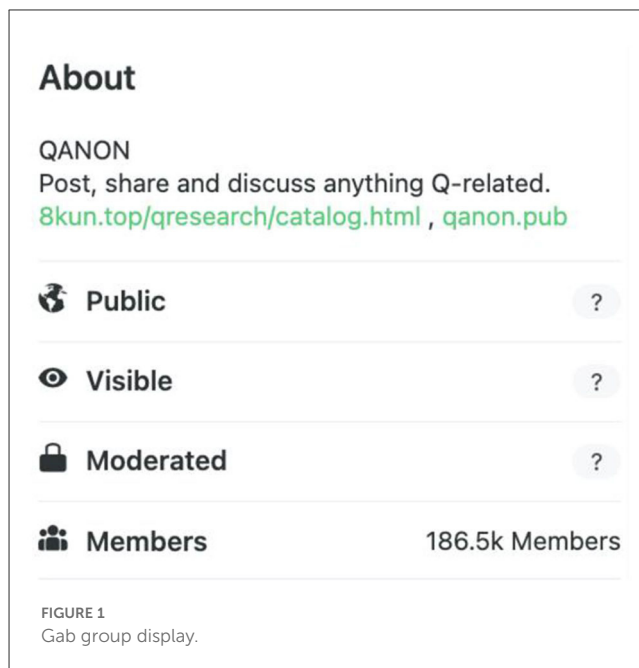 About
QANON
Post, share and discuss anything Q-related.
8kun.top/qresearch/catalog.html , qanon.pub
Public ?
Visible ?
Moderated ?
Members 186.5k Members
FIGURE 1
Gab group display.